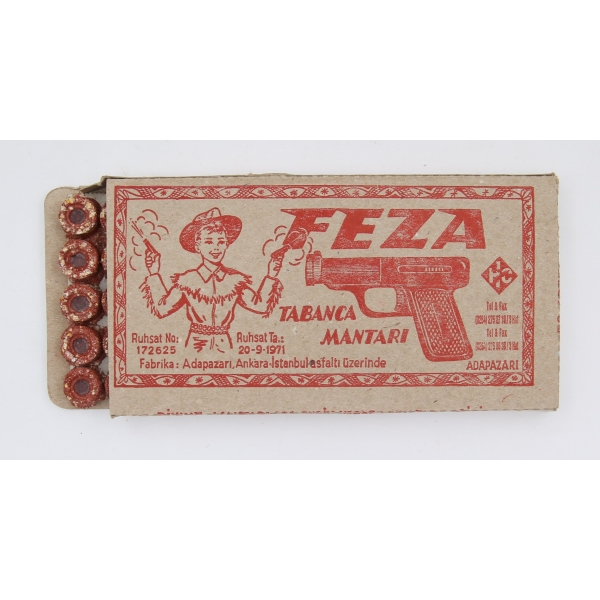 FEZA
TABANCA
MANTARI
Ruhsat No:
172625
Ruhsat Ta.:
20-9-1971
Fabrika: Adapazarı, Ankara-İstanbul asfaltı üzerinde
Tel & Fax
Tel & Fax
ADAPAZARI